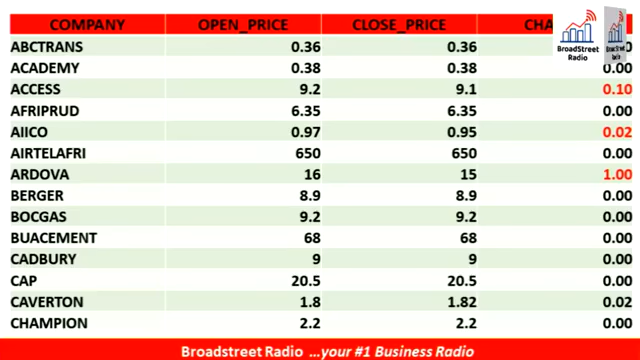 COMPANY OPEN_PRICE CLOSE_PRICE CHA
BroadStreet
Radio
ABCTRANS 0.36 0.36
ACADEMY 0.38 0.38 0.00
ACCESS 9.2 9.1 0.10
AFRIPRUD 6.35 6.35 0.00
AIICO 0.97 0.95 0.02
AIRTELAFRI 650 650 0.00
ARDOVA 16 15 1.00
BERGER 8.9 8.9 0.00
BOCGAS 9.2 9.2 0.00
BUACEMENT 68 68 0.00
CADBURY 9 9 0.00
CAP 20.5 20.5 0.00
CAVERTON 1.8 1.82 0.02
CHAMPION 2.2 2.2 0.00
Broadstreet Radio ...your #1 Business Radio